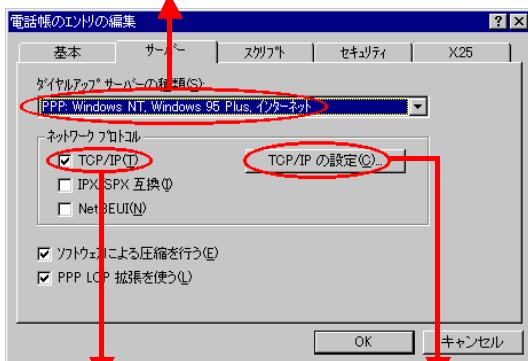 電話帳のエントリの編集
基本 サーバー スクリプト セキュリティ X.25
ダイヤルアップ サーバーの種類(S):
PPP: Windows NT, Windows 95 Plus, インターネット
ネットワーク プロトコル
TCP/IP(T) TCP/IP の設定(C)...
IPX/SPX 互換(I)
NetBEUI(N)
ソフトウェアによる圧縮を行う(E)
PPP LCP 拡張を使う(L)
OK キャンセル